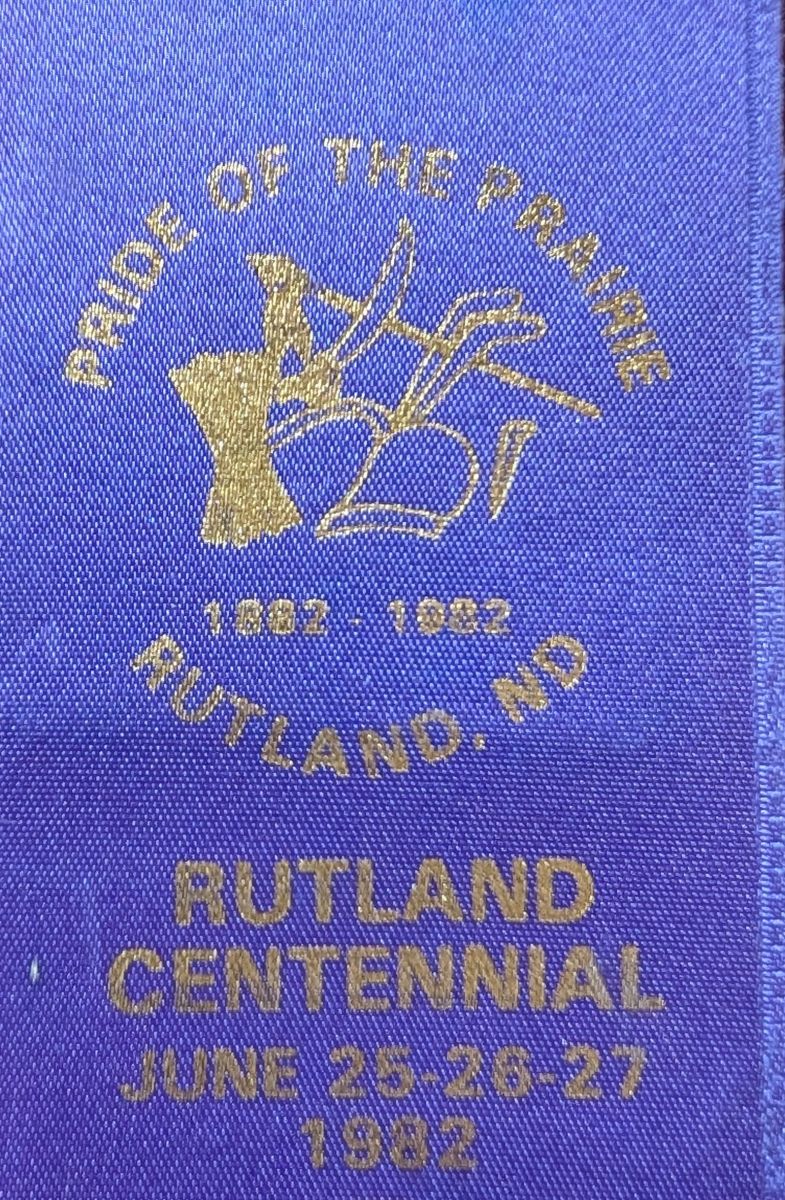 PRIDE OF THE PRAIRIE
1882 - 1982
RUTLAND, ND
RUTLAND
CENTENNIAL
JUNE 25-26-27
1982